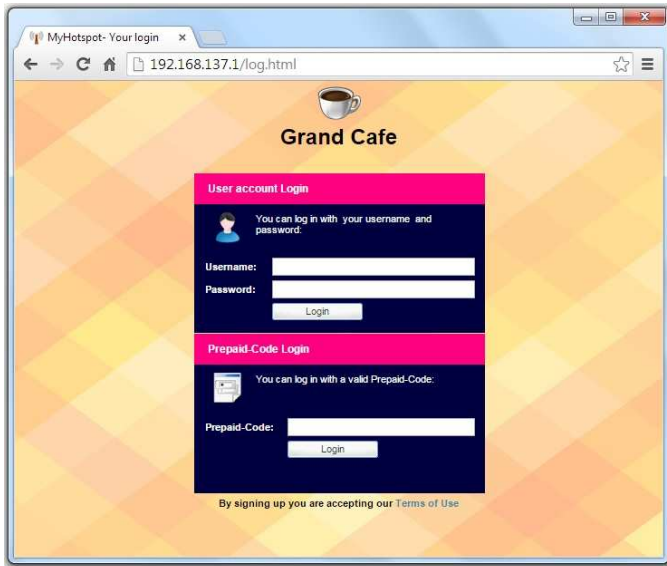 MyHotspot- Your login
192.168.137.1/log.html
Grand Cafe
User account Login
You can log in with your username and
password:
Username:
Password:
Login
Prepaid-Code Login
You can log in with a valid Prepaid-Code:
Prepaid-Code:
Login
By signing up you are accepting our Terms of Use